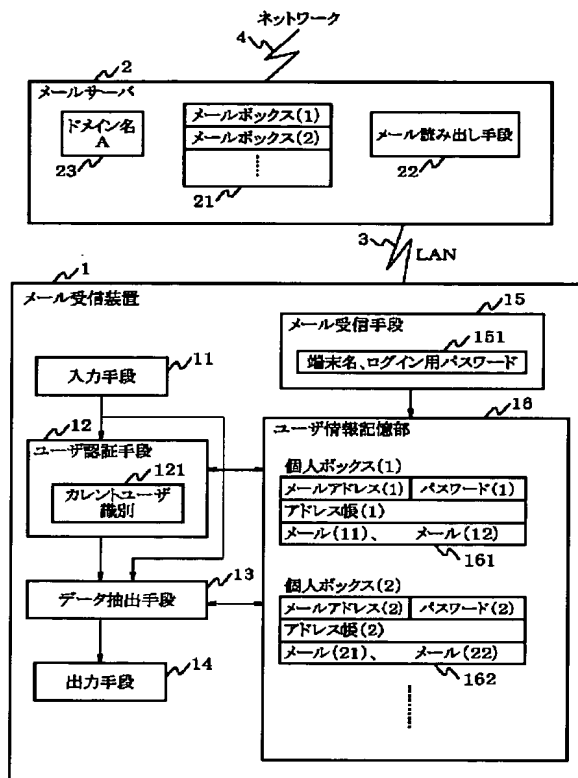 ネットワーク
4
2
メールサーバ
ドメイン名
A
23
メールボックス(1)
メールボックス(2)
21
メール読み出し手段
22
3
LAN
1
メール受信装置
15
メール受信手段
151
端末名、ログイン用パスワード
11
入力手段
12
ユーザ認証手段
121
カレントユーザ
識別
13
データ抽出手段
14
出力手段
16
ユーザ情報記憶部
個人ボックス(1)
メールアドレス(1) パスワード(1)
アドレス帳(1)
メール(11)、 メール(12)
161
個人ボックス(2)
メールアドレス(2) パスワード(2)
アドレス帳(2)
メール(21)、 メール(22)
162